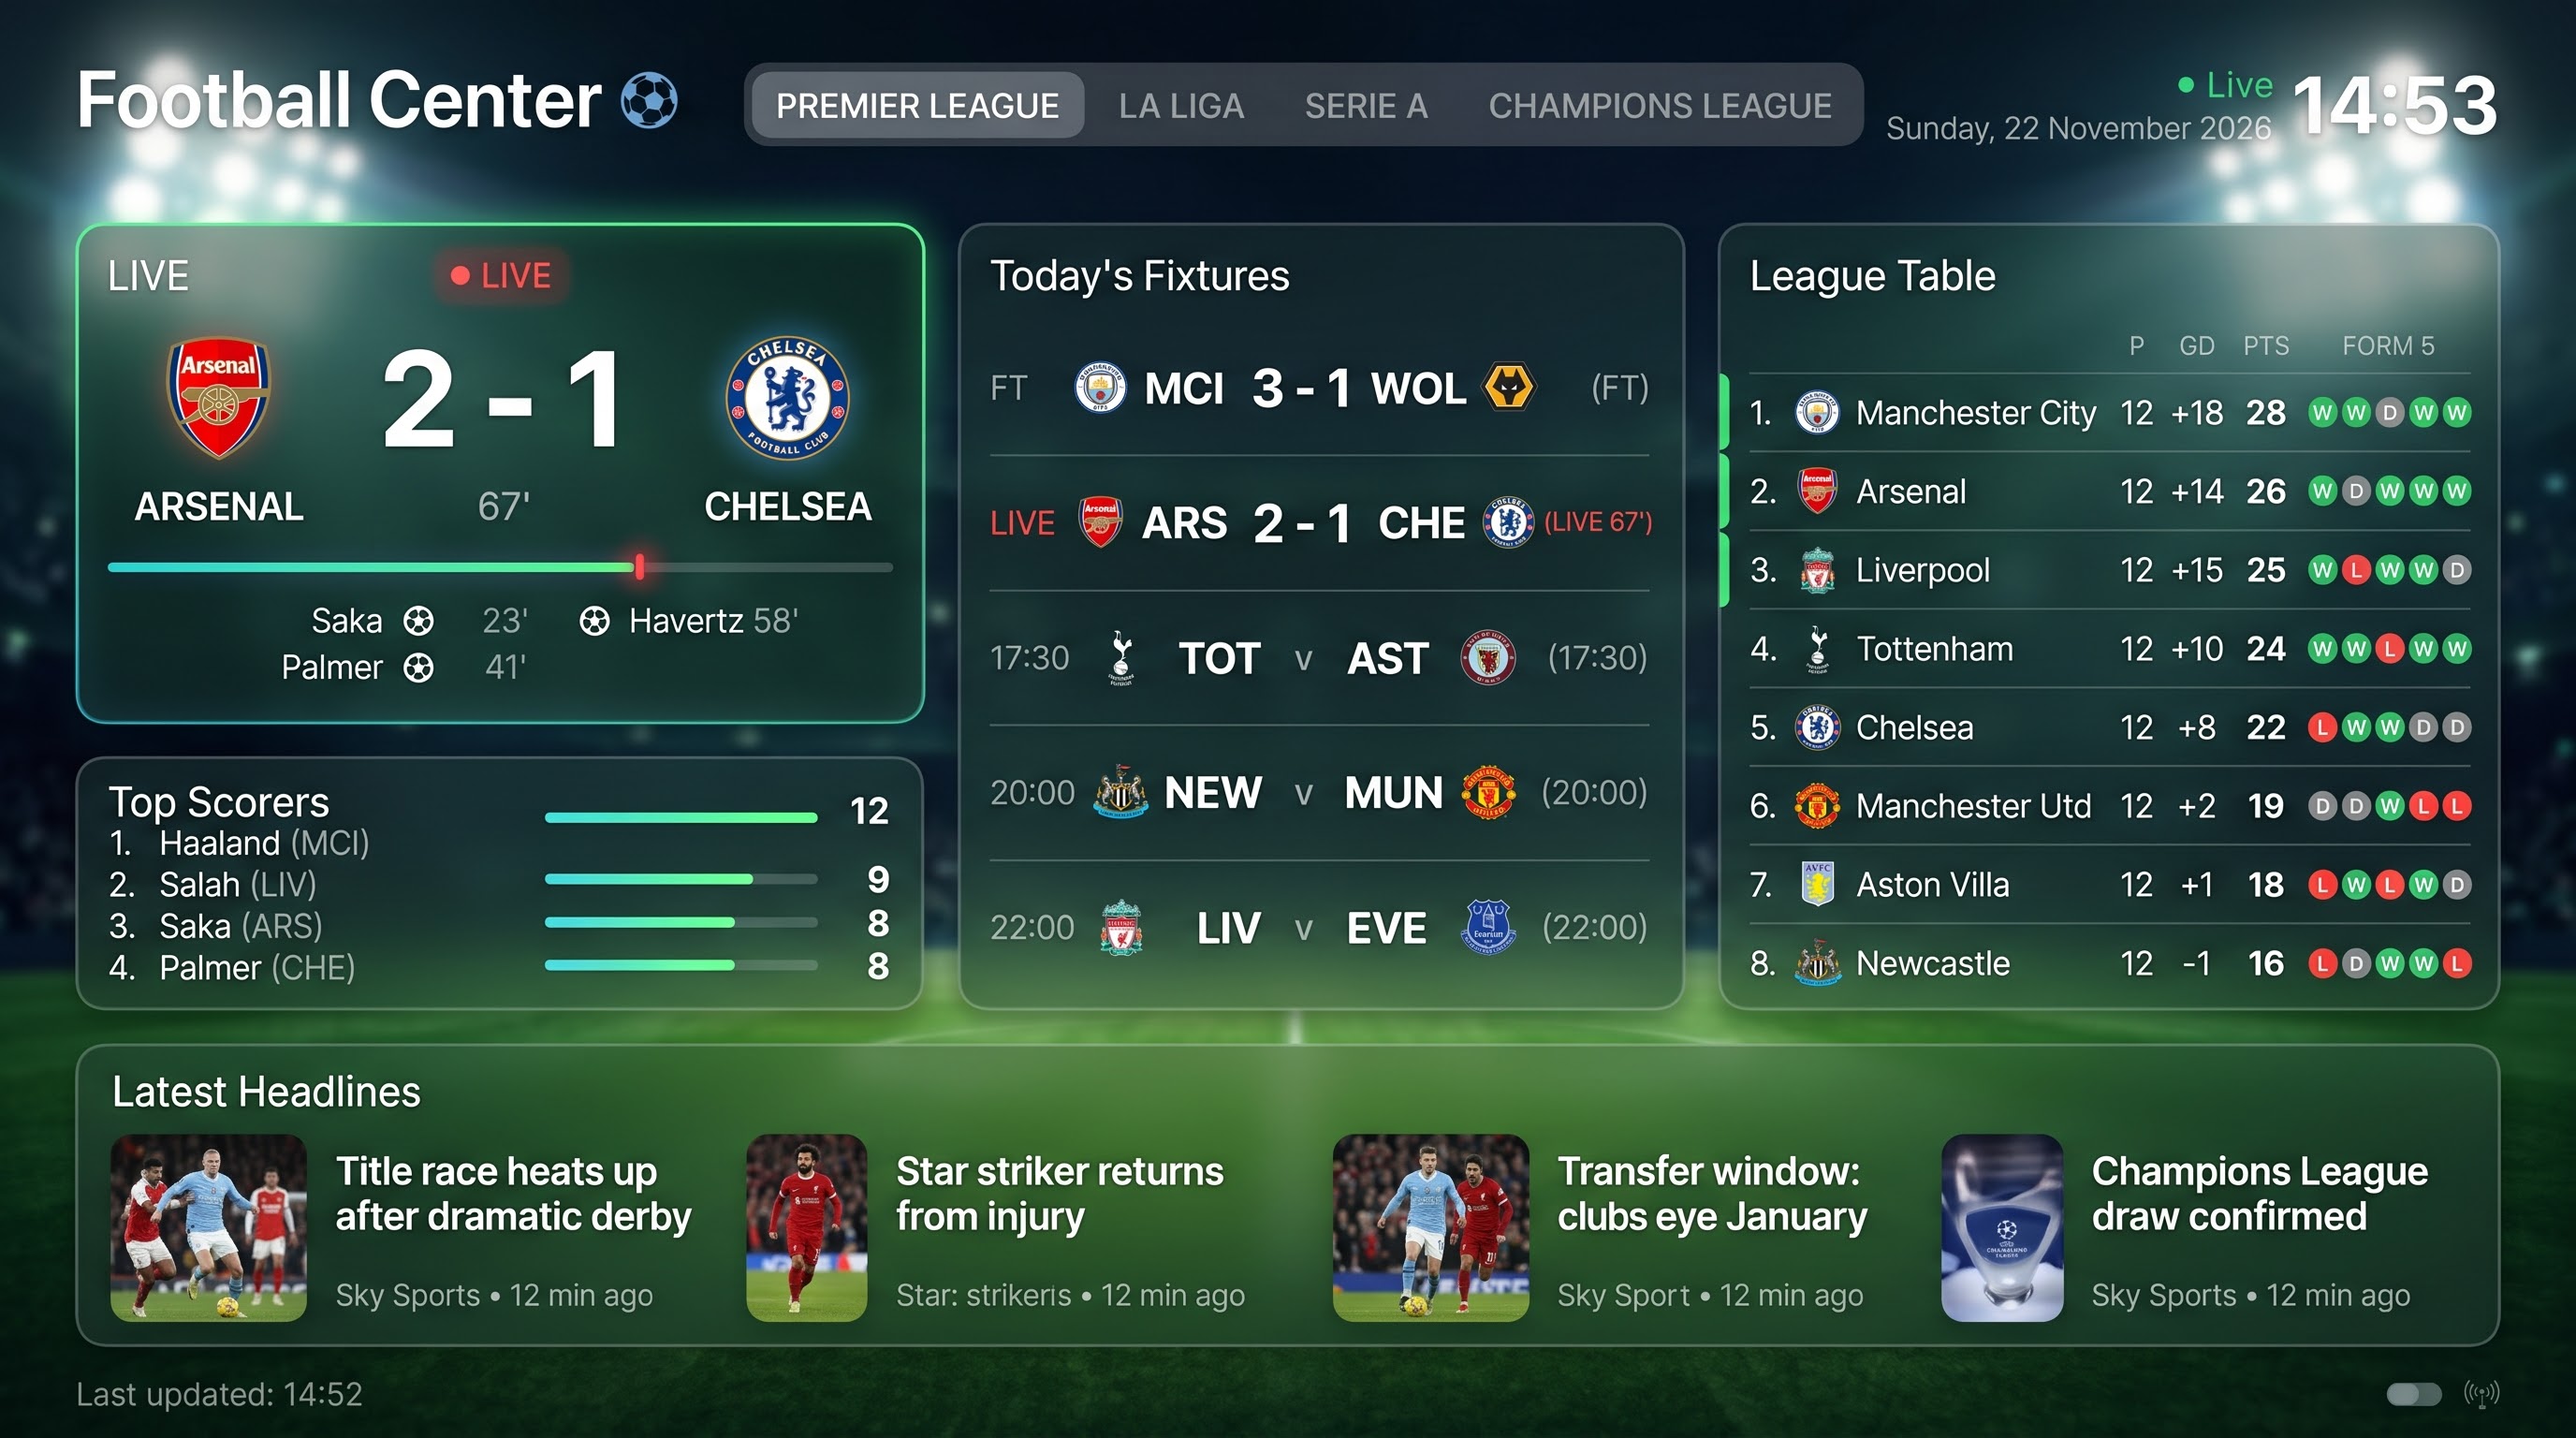 Football Center
PREMIER LEAGUE LA LIGA SERIE A CHAMPIONS LEAGUE
Live
Sunday, 22 November 2026
14:53
LIVE
LIVE
Arsenal
2 - 1
CHELSEA
FOOTBALL CLUB
ARSENAL 67' CHELSEA
Saka 23' Havertz 58'
Palmer 41'
Top Scorers
1. Haaland (MCI) 12
2. Salah (LIV) 9
3. Saka (ARS) 8
4. Palmer (CHE) 8
Today's Fixtures
FT MCI 3 - 1 WOL (FT)
LIVE Arsenal ARS 2 - 1 CHE (LIVE 67')
17:30 TOT v AST (17:30)
20:00 NEW v MUN (20:00)
22:00 LIV v EVE (22:00)
League Table
P GD PTS FORM 5
1. Manchester City 12 +18 28 W W D W W
2. Arsenal 12 +14 26 W D W W W
3. Liverpool 12 +15 25 W L W W D
4. Tottenham 12 +10 24 W W L W W
5. Chelsea 12 +8 22 L W W D D
6. Manchester Utd 12 +2 19 D D W L L
7. AVFC Aston Villa 12 +1 18 L W L W D
8. Newcastle 12 -1 16 L D W W L
Latest Headlines
Title race heats up
after dramatic derby
Sky Sports • 12 min ago
Star striker returns
from injury
Star: strikeris • 12 min ago
Transfer window:
clubs eye January
Sky Sport • 12 min ago
Champions League
draw confirmed
Sky Sports • 12 min ago
Last updated: 14:52